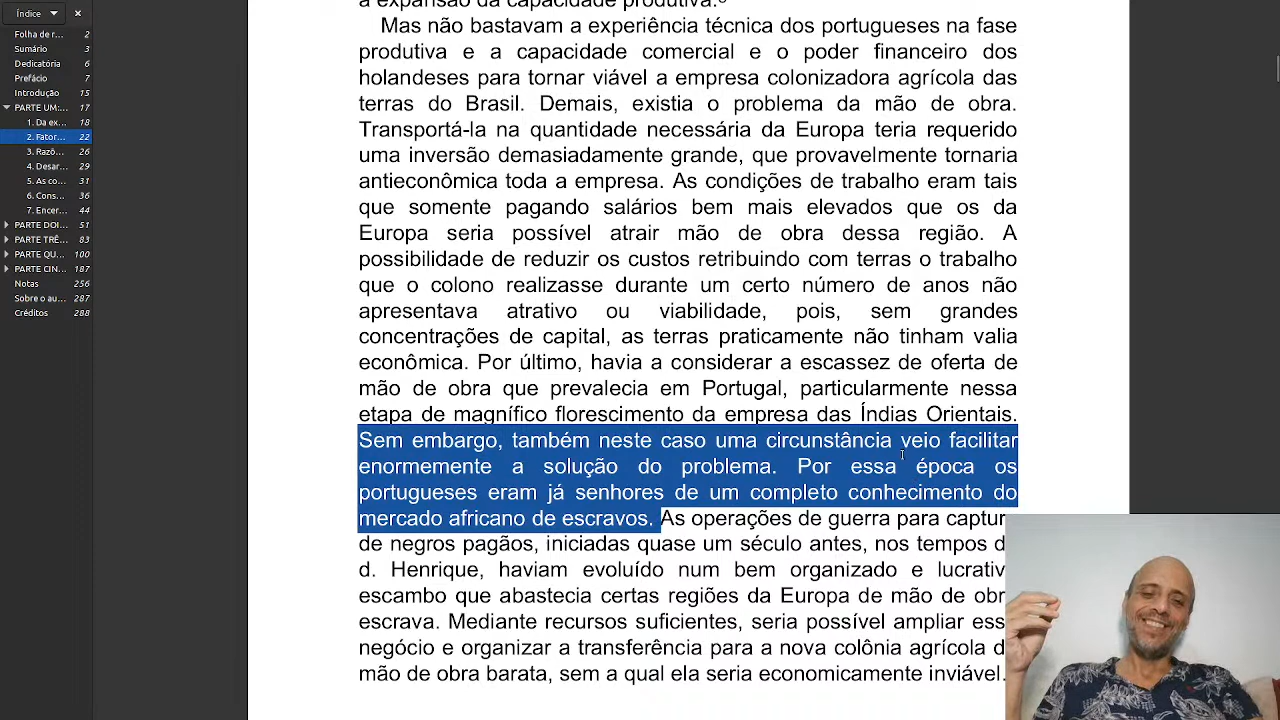 Índice
Folha de r... 2
Sumário 3
Dedicatória 6
Prefácio 7
Introdução 15
PARTE UM:... 17
1. Da ex... 18
2. Fator... 22
3. Razõ... 26
4. Desar... 29
5. As co... 31
6. Cons... 36
7. Encer... 44
PARTE DOI... 51
PARTE TRÊ... 83
PARTE QU... 100
PARTE CIN... 187
Notas 256
Sobre o au... 287
Créditos 288
a expansão da capacidade produtiva.
Mas não bastavam a experiência técnica dos portugueses na fase
produtiva e a capacidade comercial e o poder financeiro dos
holandeses para tornar viável a empresa colonizadora agrícola das
terras do Brasil. Demais, existia o problema da mão de obra.
Transportá-la na quantidade necessária da Europa teria requerido
uma inversão demasiadamente grande, que provavelmente tornaria
antieconômica toda a empresa. As condições de trabalho eram tais
que somente pagando salários bem mais elevados que os da
Europa seria possível atrair mão de obra dessa região. A
possibilidade de reduzir os custos retribuindo com terras o trabalho
que o colono realizasse durante um certo número de anos não
apresentava atrativo ou viabilidade, pois, sem grandes
concentrações de capital, as terras praticamente não tinham valia
econômica. Por último, havia a considerar a escassez de oferta de
mão de obra que prevalecia em Portugal, particularmente nessa
etapa de magnífico florescimento da empresa das Índias Orientais.
Sem embargo, também neste caso uma circunstância veio facilitar
enormemente a solução do problema. Por essa época os
portugueses eram já senhores de um completo conhecimento do
mercado africano de escravos. As operações de guerra para captur
de negros pagãos, iniciadas quase um século antes, nos tempos d
d. Henrique, haviam evoluído num bem organizado e lucrativ
escambo que abastecia certas regiões da Europa de mão de obr
escrava. Mediante recursos suficientes, seria possível ampliar ess
negócio e organizar a transferência para a nova colônia agrícola d
mão de obra barata, sem a qual ela seria economicamente inviável.